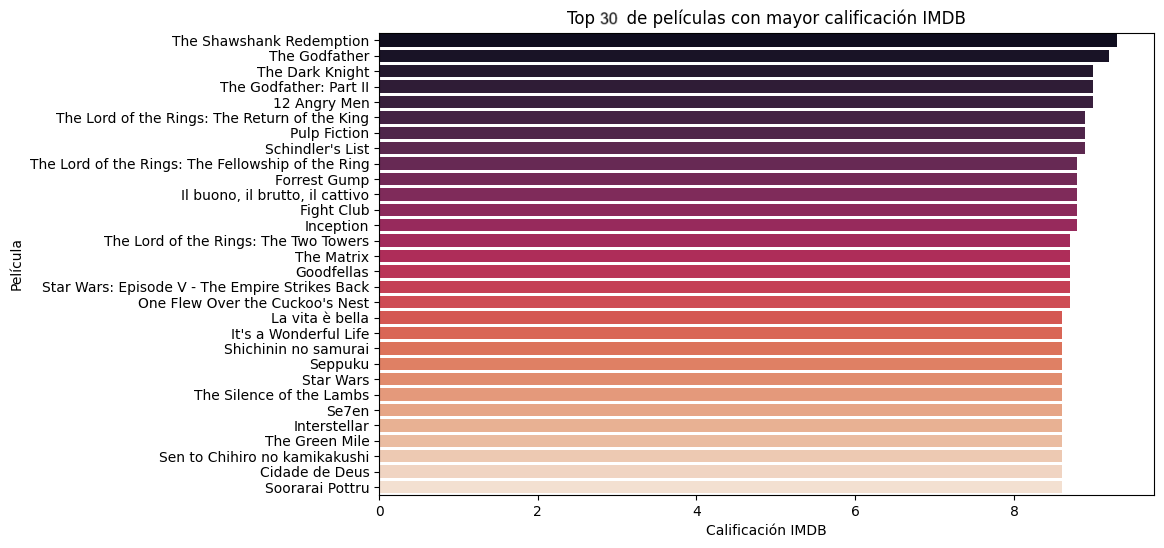 Top 30 de películas con mayor calificación IMDB
The Shawshank Redemption
The Godfather
The Dark Knight
The Godfather: Part II
12 Angry Men
The Lord of the Rings: The Return of the King
Pulp Fiction
Schindler's List
The Lord of the Rings: The Fellowship of the Ring
Forrest Gump
Il buono, il brutto, il cattivo
Fight Club
Inception
The Lord of the Rings: The Two Towers
The Matrix
Goodfellas
Star Wars: Episode V - The Empire Strikes Back
One Flew Over the Cuckoo's Nest
La vita è bella
It's a Wonderful Life
Shichinin no samurai
Seppuku
Star Wars
The Silence of the Lambs
Se7en
Interstellar
The Green Mile
Sen to Chihiro no kamikakushi
Cidade de Deus
Soorarai Pottru
Película
0 2 4 6 8
Calificación IMDB